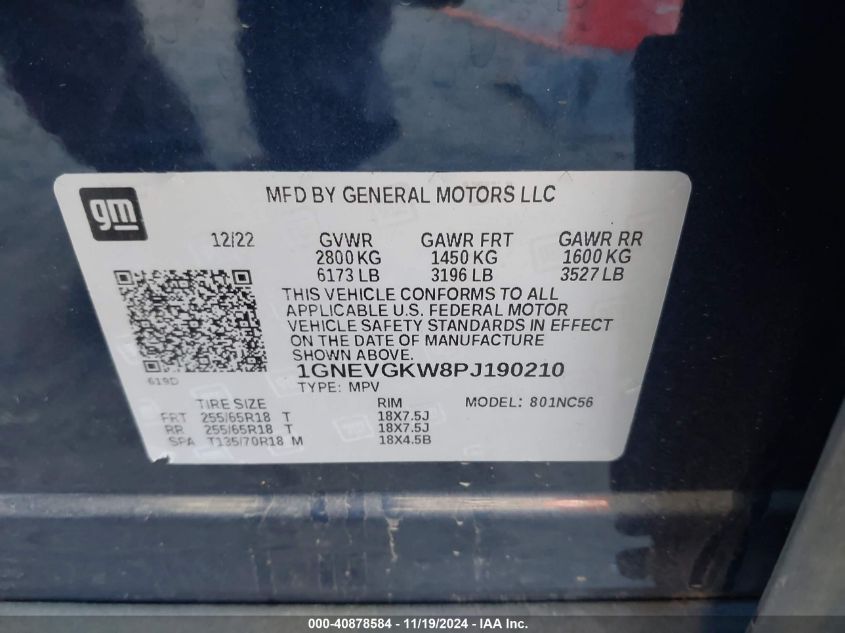 gm
MFD BY GENERAL MOTORS LLC
12/22 GVWR GAWR FRT GAWR RR
2800 KG 1450 KG 1600 KG
6173 LB 3196 LB 3527 LB
THIS VEHICLE CONFORMS TO ALL
APPLICABLE U.S. FEDERAL MOTOR
VEHICLE SAFETY STANDARDS IN EFFECT
ON THE DATE OF MANUFACTURE
SHOWN ABOVE.
619D
1GNEVGKW8PJ190210
TYPE: MPV
TIRE SIZE RIM MODEL: 801NC56
FRT 255/65R18 T 18X7.5J
RR 255/65R18 T 18X7.5J
SPA T135/70R18 M 18X4.5B
000-40878584 - 11/19/2024 - IAA Inc.